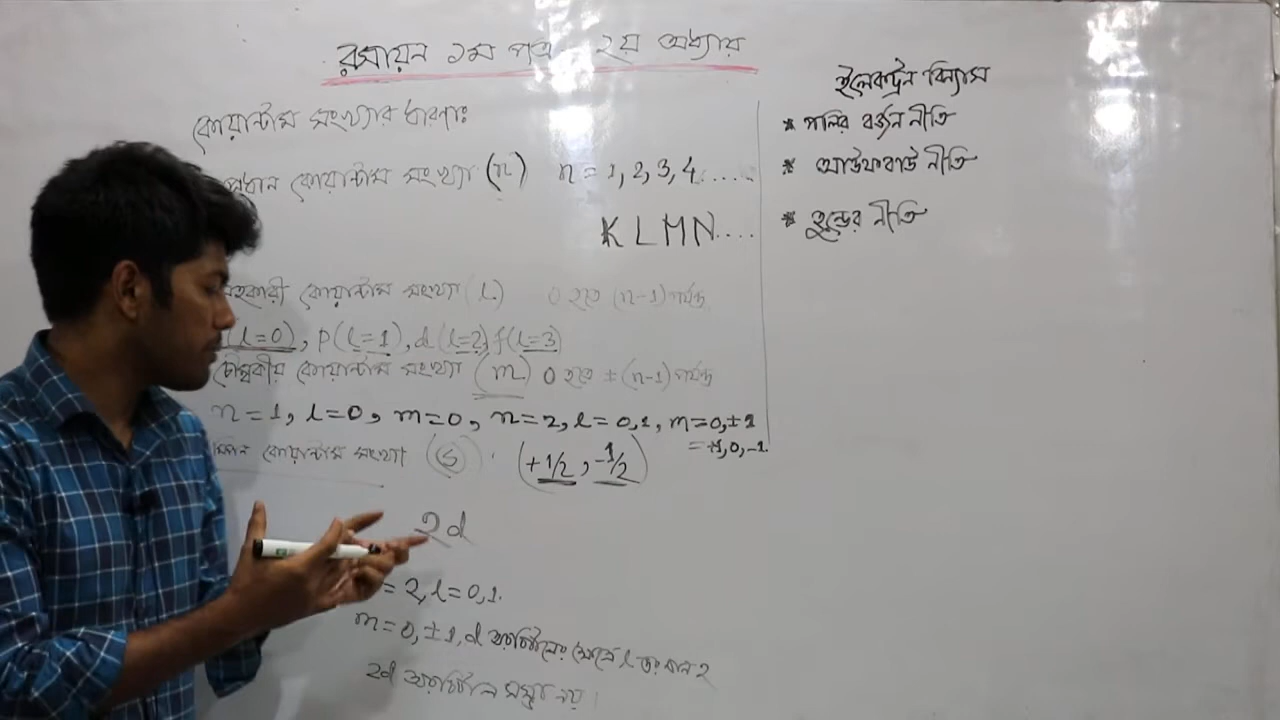 রসায়ন ১ম পত্র - ২য় অধ্যায়
কোয়ান্টাম সংখ্যার ধারণাঃ
প্রধান কোয়ান্টাম সংখ্যা (n) n = 1, 2, 3, 4 .....
K L M N ....
সহকারী কোয়ান্টাম সংখ্যা (l) 0 হতে (n-1) পর্যন্ত
(l=0), p(l=1), d(l=2) f(l=3)
চৌম্বকীয় কোয়ান্টাম সংখ্যা (m) 0 হতে ±(n-1) পর্যন্ত
n=1, l=0, m=0, n=2, l=0,1, m=0,±1
= +1, 0, -1.
স্পিন কোয়ান্টাম সংখ্যা (s) . (+1/2, -1/2)
2d
= 2, l=0,1.
m=0, ±1, d অরবিটালের ক্ষেত্রে l এর মান 2
2d অরবিটাল সম্ভব নয়।
ইলেকট্রন বিন্যাস
* পলির বর্জন নীতি
* আউফবাউ নীতি
* হুন্ডের নীতি